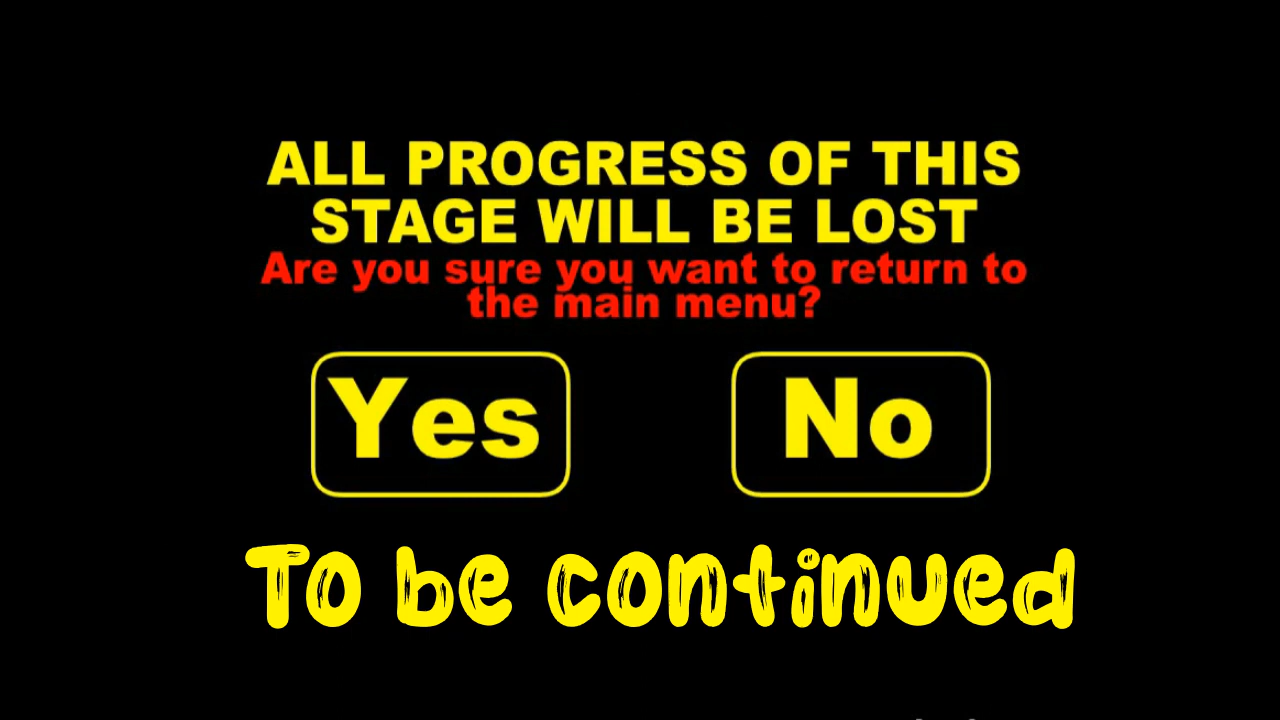 ALL PROGRESS OF THIS
STAGE WILL BE LOST
Are you sure you want to return to
the main menu?
Yes No
To be continued